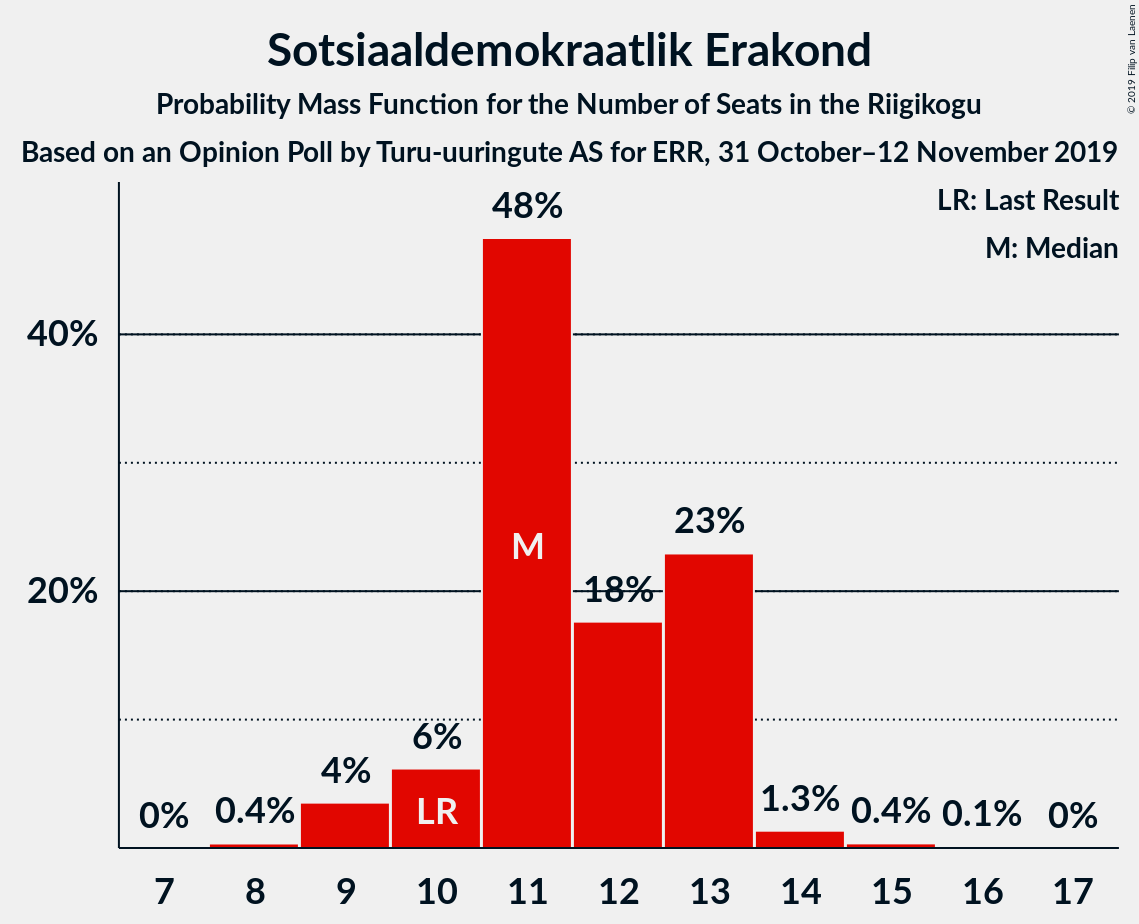 Sotsiaaldemokraatlik Erakond
Probability Mass Function for the Number of Seats in the Riigikogu
Based on an Opinion Poll by Turu-uuringute AS for ERR, 31 October–12 November 2019
© 2019 Filip van Laenen
LR: Last Result
M: Median
40%
20%
0%
0.4%
4%
6%
48%
18%
23%
1.3%
0.4%
0.1%
0%
LR
M
7 8 9 10 11 12 13 14 15 16 17